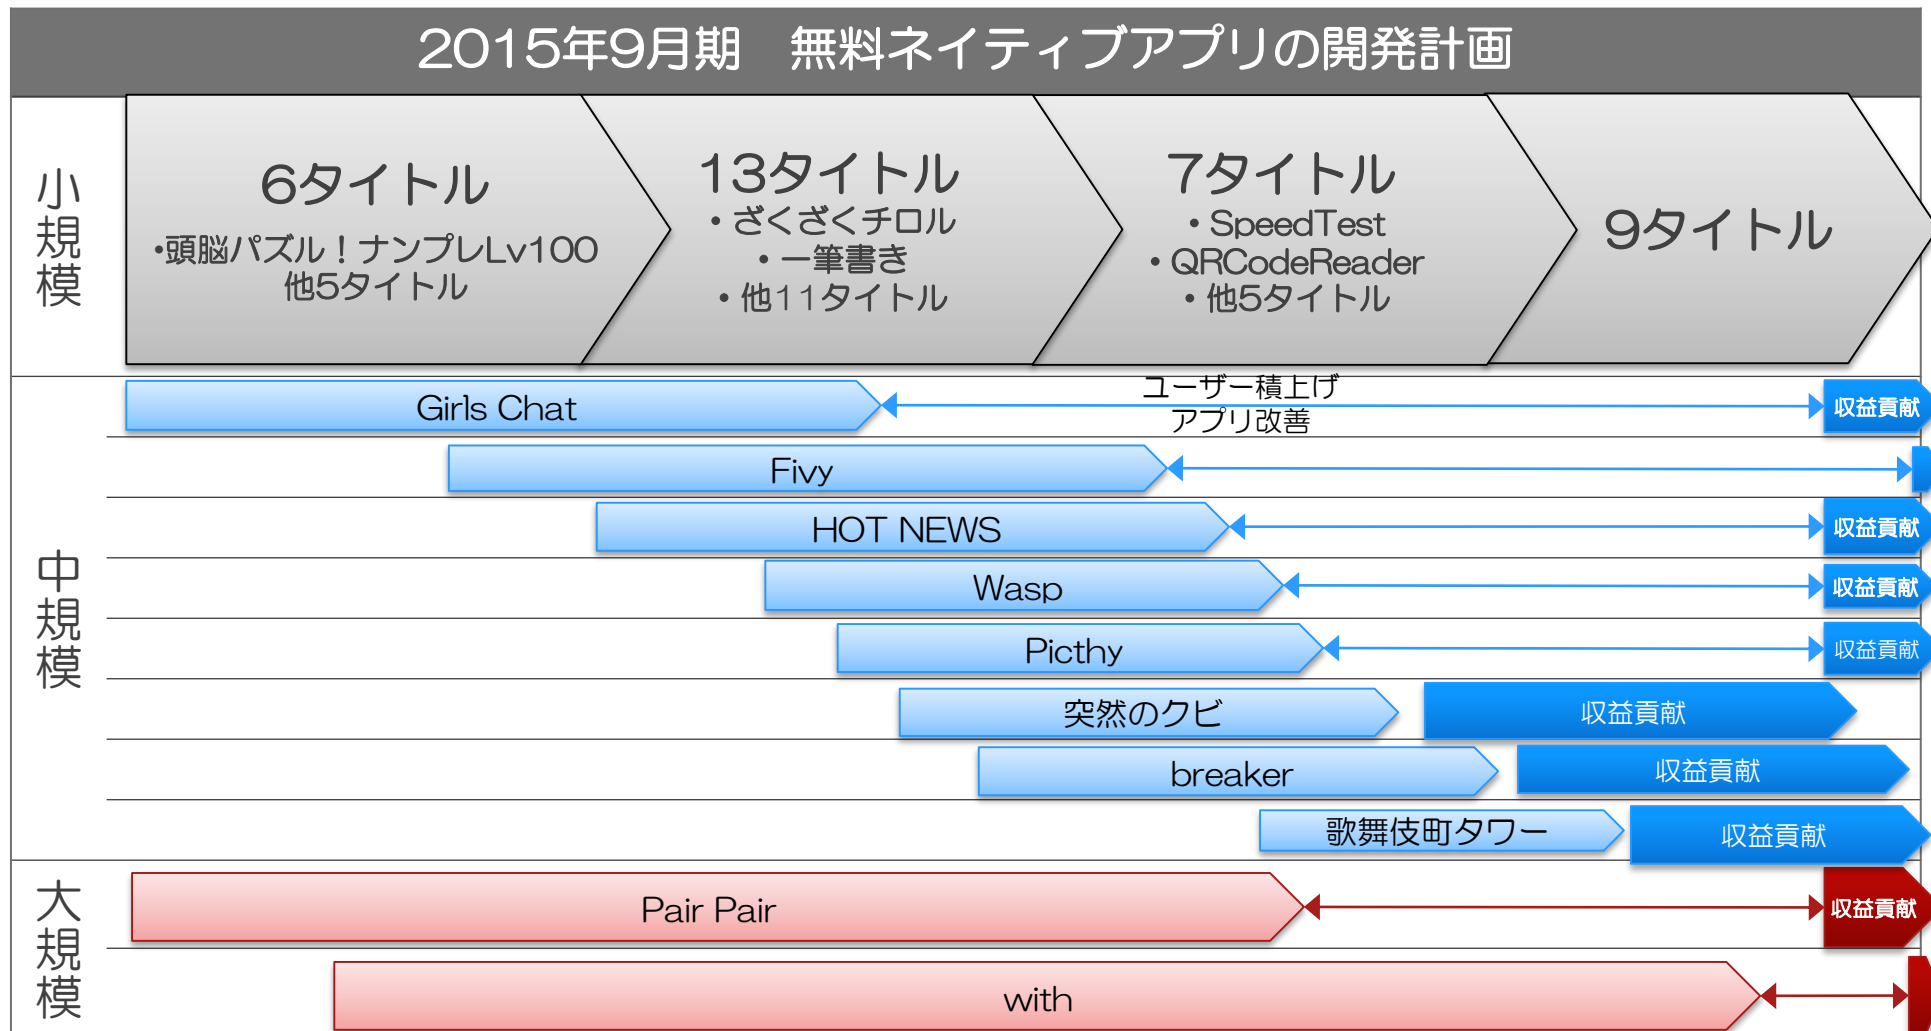 2015年9月期　無料ネイティブアプリの開発計画
小規模
6タイトル
•頭脳パズル！ナンプレLv100
他5タイトル
13タイトル
• ざくざくチロル
• 一筆書き
• 他11タイトル
7タイトル
• SpeedTest
• QRCodeReader
• 他5タイトル
9タイトル
中規模
Girls Chat
ユーザー積上げ
アプリ改善
収益貢献
Fivy
HOT NEWS
収益貢献
Wasp
収益貢献
Picthy
収益貢献
突然のクビ
収益貢献
breaker
収益貢献
歌舞伎町タワー
収益貢献
大規模
Pair Pair
収益貢献
with